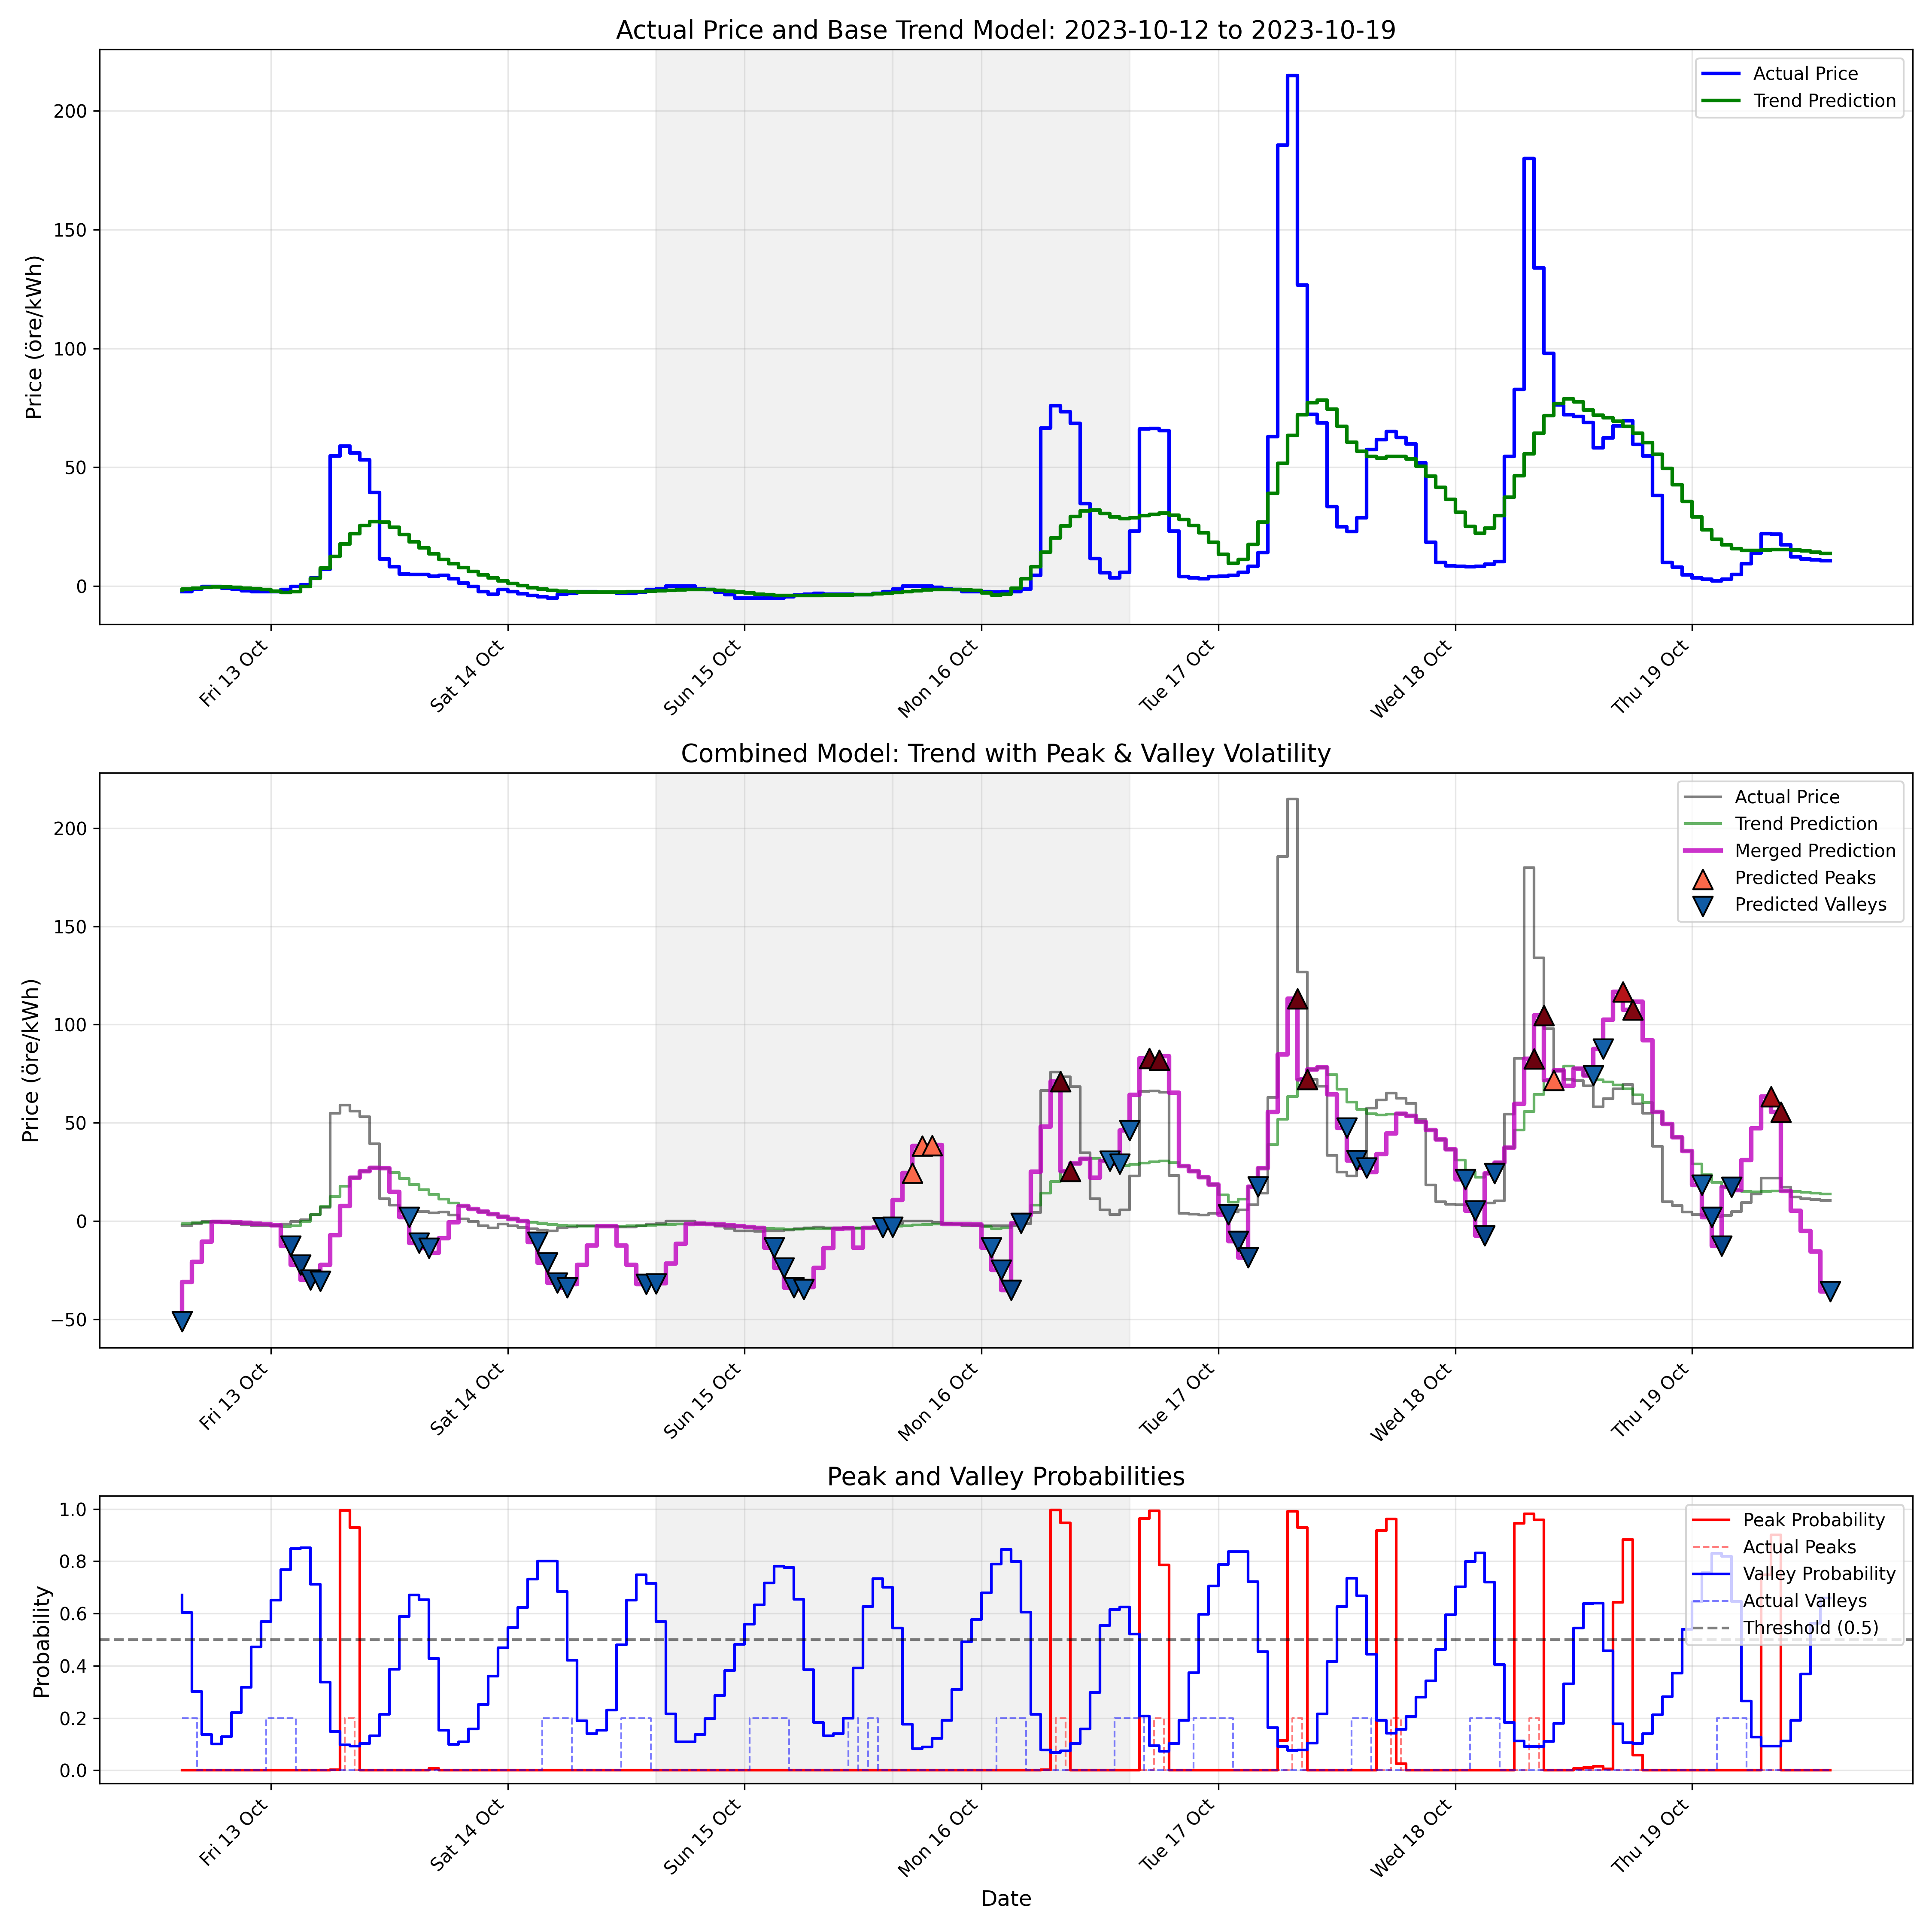 Actual Price and Base Trend Model: 2023-10-12 to 2023-10-19
Actual Price
Trend Prediction
Price (öre/kWh)
200
150
100
50
0
Fri 13 Oct
Sat 14 Oct
Sun 15 Oct
Mon 16 Oct
Tue 17 Oct
Wed 18 Oct
Thu 19 Oct
Combined Model: Trend with Peak & Valley Volatility
Actual Price
Trend Prediction
Merged Prediction
Predicted Peaks
Predicted Valleys
Price (öre/kWh)
200
150
100
50
0
−50
Fri 13 Oct
Sat 14 Oct
Sun 15 Oct
Mon 16 Oct
Tue 17 Oct
Wed 18 Oct
Thu 19 Oct
Peak and Valley Probabilities
Peak Probability
Actual Peaks
Valley Probability
Actual Valleys
Threshold (0.5)
Probability
1.0
0.8
0.6
0.4
0.2
0.0
Fri 13 Oct
Sat 14 Oct
Sun 15 Oct
Mon 16 Oct
Tue 17 Oct
Wed 18 Oct
Thu 19 Oct
Date